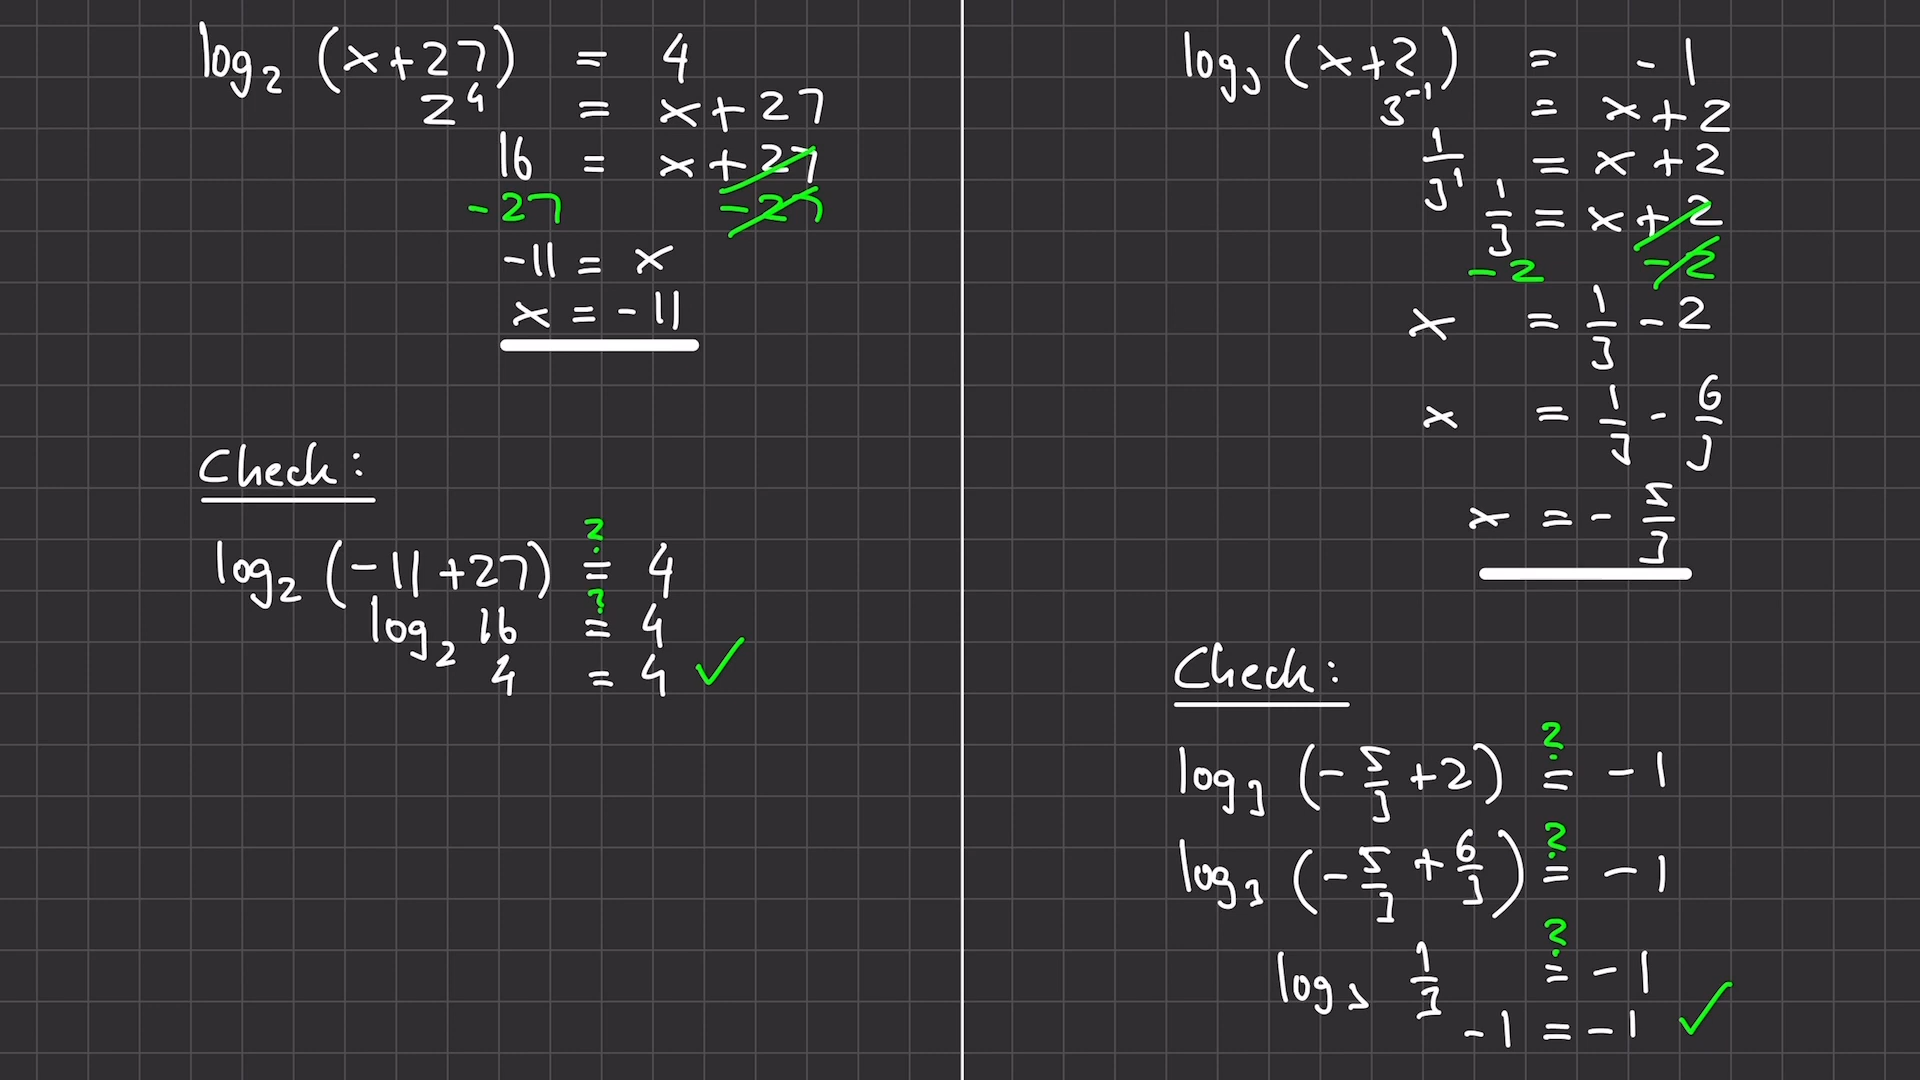 log₂ (x+27) = 4
2⁴ = x+27
16 = x+27
-27 -27
-11 = x
x = -11
Check:
log₂ (-11+27) ≟ 4
log₂ 16 ≟ 4
4 = 4 ✓
log₃ (x+2) = -1
3⁻¹ = x+2
1/3¹ = x+2
1/3 = x+2
-2 -2
x = 1/3 - 2
x = 1/3 - 6/3
x = - 5/3
Check:
log₃ (- 5/3 + 2) ≟ -1
log₃ (- 5/3 + 6/3) ≟ -1
log₃ 1/3 ≟ -1
-1 = -1 ✓